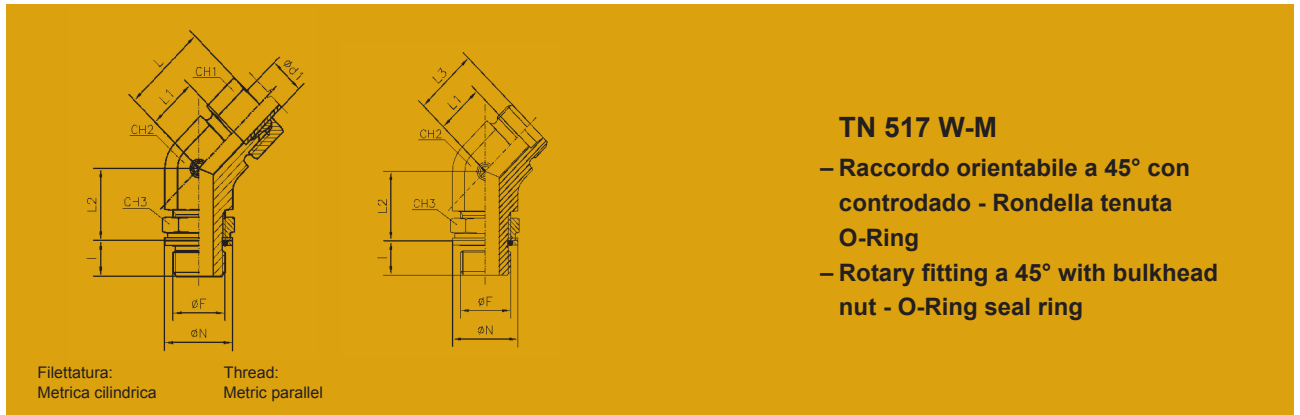 L
CH1
Ød1
L1
CH2
L2
CH3
I
øF
øN
L3
L1
CH2
L2
CH3
I
øF
øN
TN 517 W-M
– Raccordo orientabile a 45° con
controdado - Rondella tenuta
O-Ring
– Rotary fitting a 45° with bulkhead
nut - O-Ring seal ring
Filettatura:
Metrica cilindrica
Thread:
Metric parallel